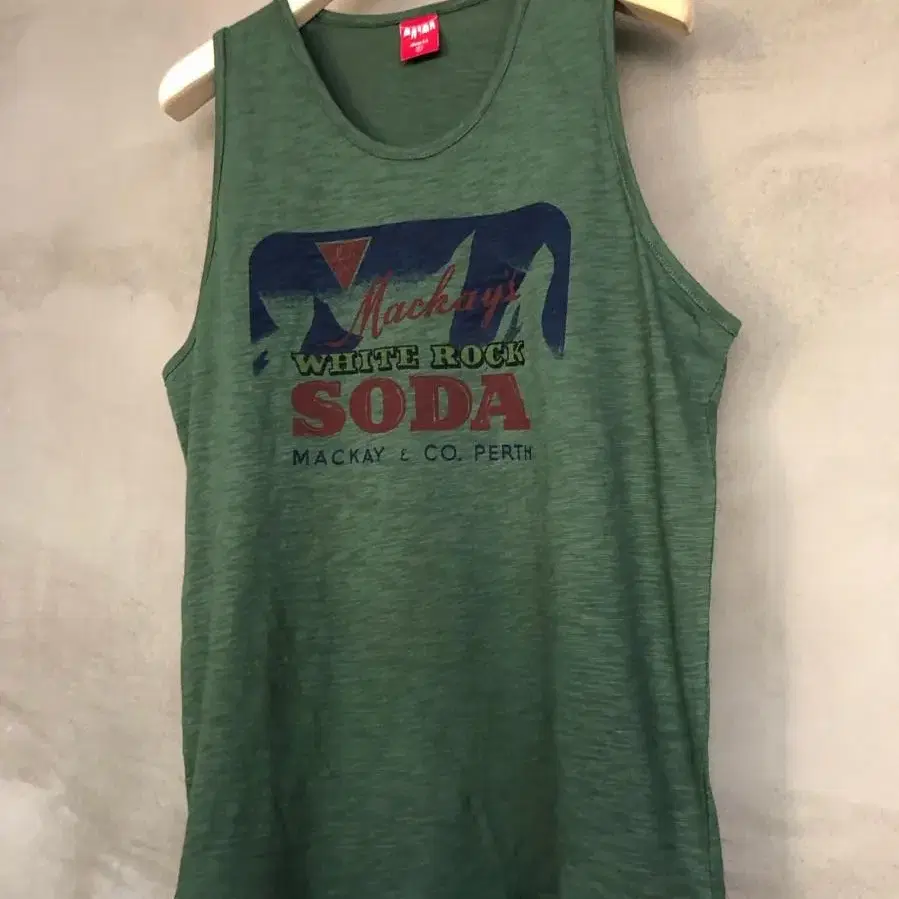 Mackay's
WHITE ROCK
SODA
MACKAY & CO. PERTH